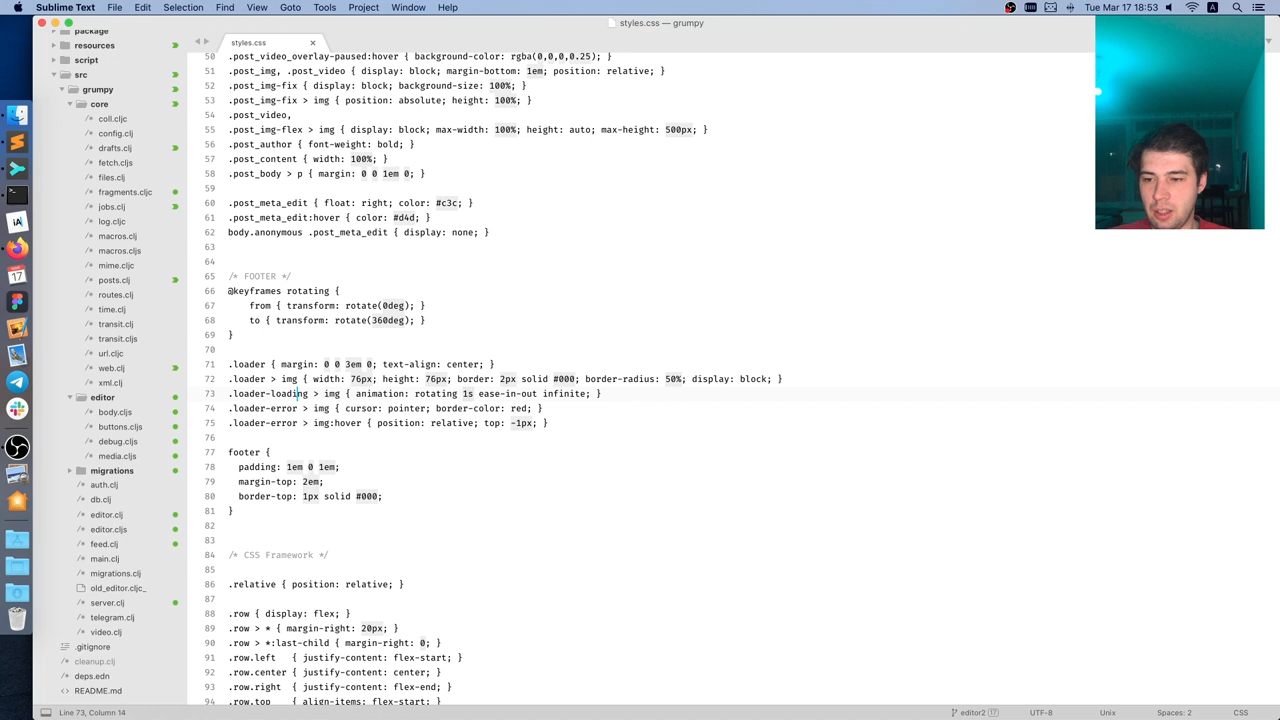 Sublime Text File Edit Selection Find View Goto Tools Project Window Help
Tue Mar 17 18:53
styles.css — grumpy
styles.css
package
resources
script
src
grumpy
core
coll.cljc
config.clj
drafts.clj
fetch.cljs
files.clj
fragments.cljc
jobs.cljc
log.cljc
macros.clj
macros.cljs
mime.cljc
posts.clj
routes.clj
time.clj
transit.clj
transit.cljs
url.cljc
web.clj
xml.clj
editor
body.cljs
buttons.cljs
debug.cljs
media.cljs
migrations
auth.clj
db.clj
editor.clj
editor.cljs
feed.clj
main.clj
migrations.clj
old_editor.cljc_
server.clj
telegram.clj
video.clj
.gitignore
cleanup.clj
deps.edn
README.md
50 .post_video_overlay-paused:hover { background-color: rgba(0,0,0,0.25); }
51 .post_img, .post_video { display: block; margin-bottom: 1em; position: relative; }
52 .post_img-fix { display: block; background-size: 100%; }
53 .post_img-fix > img { position: absolute; height: 100%; }
54 .post_video,
55 .post_img-flex > img { display: block; max-width: 100%; height: auto; max-height: 500px; }
56 .post_author { font-weight: bold; }
57 .post_content { width: 100%; }
58 .post_body > p { margin: 0 0 1em 0; }
59
60 .post_meta_edit { float: right; color: #c3c; }
61 .post_meta_edit:hover { color: #d4d; }
62 body.anonymous .post_meta_edit { display: none; }
63
64
65 /* FOOTER */
66 @keyframes rotating {
67 from { transform: rotate(0deg); }
68 to { transform: rotate(360deg); }
69 }
70
71 .loader { margin: 0 0 3em 0; text-align: center; }
72 .loader > img { width: 76px; height: 76px; border: 2px solid #000; border-radius: 50%; display: block; }
73 .loader-loading > img { animation: rotating 1s ease-in-out infinite; }
74 .loader-error > img { cursor: pointer; border-color: red; }
75 .loader-error > img:hover { position: relative; top: -1px; }
76
77 footer {
78 padding: 1em 0 1em;
79 margin-top: 2em;
80 border-top: 1px solid #000;
81 }
82
83
84 /* CSS Framework */
85
86 .relative { position: relative; }
87
88 .row { display: flex; }
89 .row > * { margin-right: 20px; }
90 .row > *:last-child { margin-right: 0; }
91 .row.left { justify-content: flex-start; }
92 .row.center { justify-content: center; }
93 .row.right { justify-content: flex-end; }
94 .row.top { align-items: flex-start; }
Line 73, Column 14
editor2 17 UTF-8 Unix Spaces: 2 CSS
17
iA
A